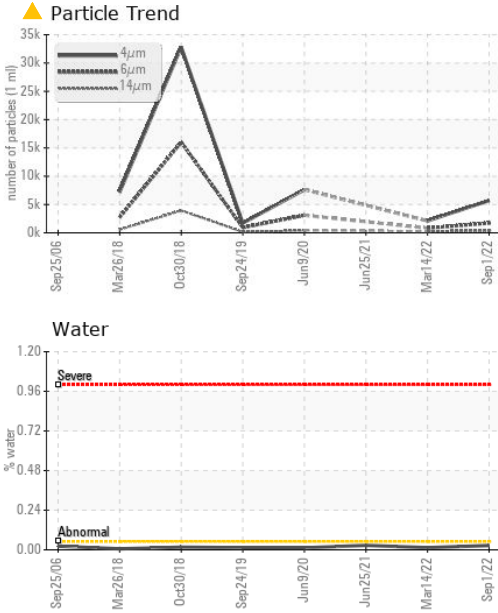 Particle Trend
number of particles (1 ml)
35k
30k
25k
20k
15k
10k
5k
0k
4µm
6µm
14µm
Sep25/06
Mar26/18
Oct30/18
Sep24/19
Jun9/20
Jun25/21
Mar14/22
Sep1/22
Water
% water
1.20
0.96
0.72
0.48
0.24
0.00
Severe
Abnormal
Sep25/06
Mar26/18
Oct30/18
Sep24/19
Jun9/20
Jun25/21
Mar14/22
Sep1/22